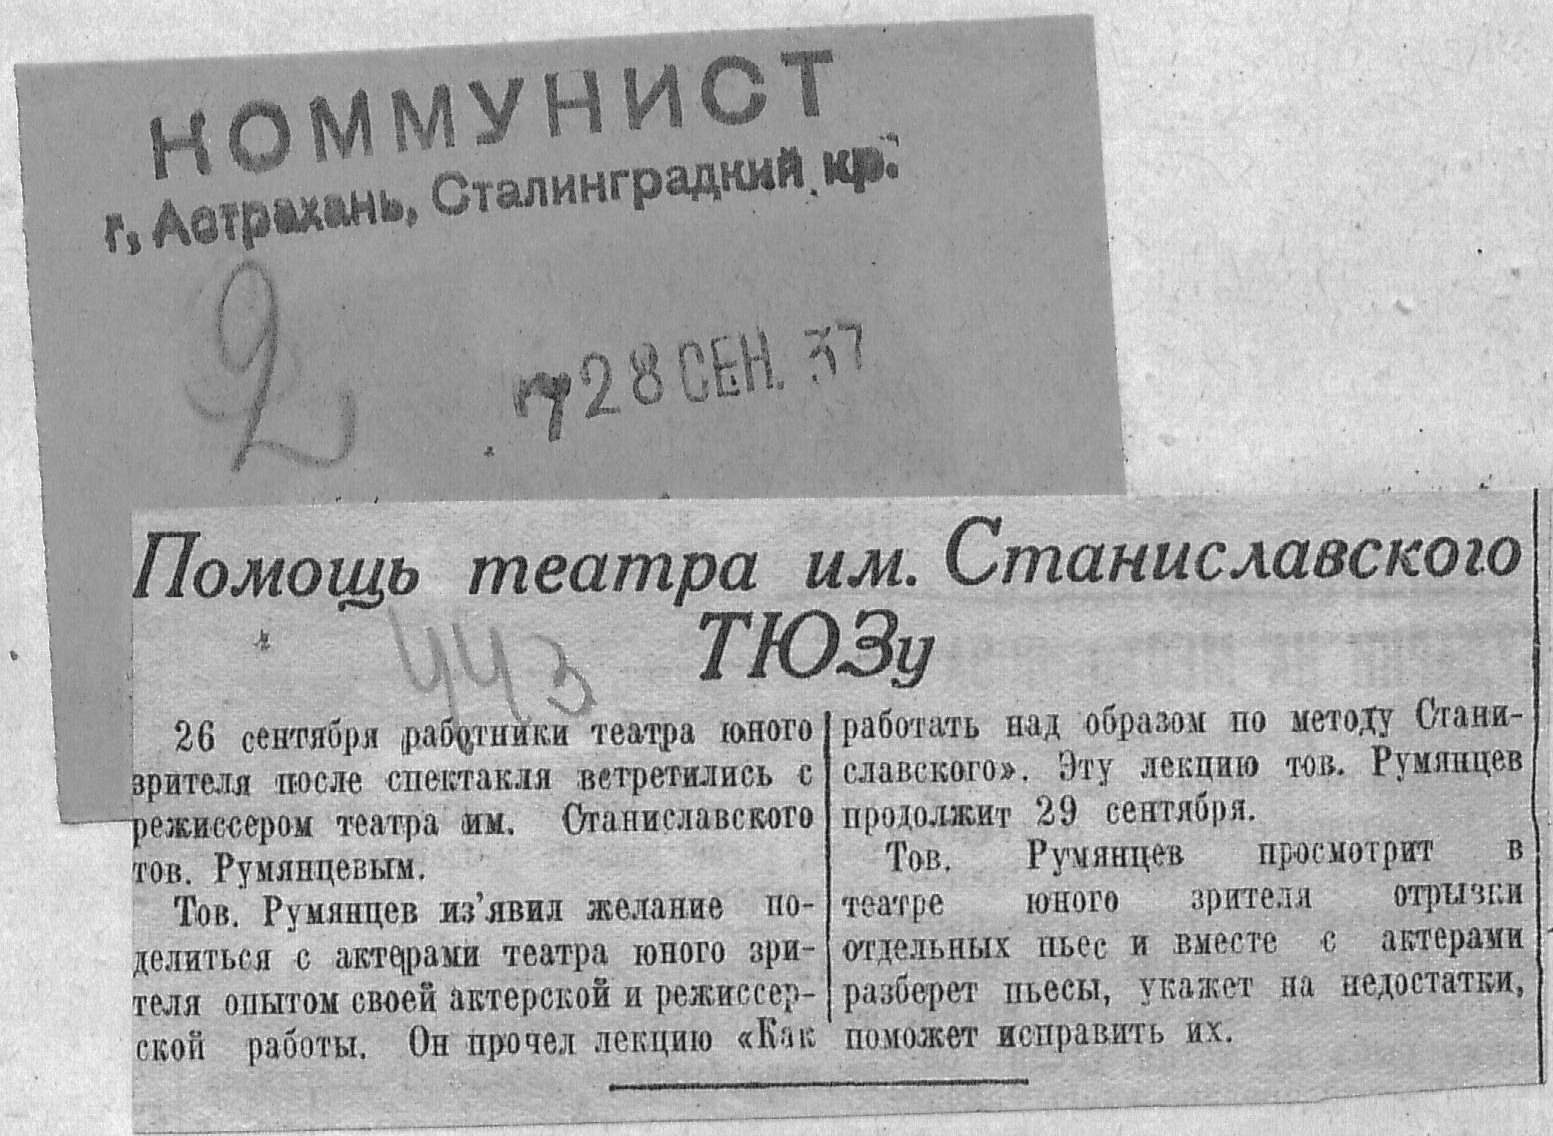 КОММУНИСТ
г. Астрахань, Сталинградкий кр.
2
28 СЕН. 37
Помощь театра им. Станиславского
ТЮЗу
443
26 сентября работники театра юного
зрителя после спектакля встретились с
режиссером театра им. Станиславского
тов. Румянцевым.
Тов. Румянцев из'явил желание по-
делиться с актерами театра юного зри-
теля опытом своей актерской и режиссер-
ской работы. Он прочел лекцию «Как
работать над образом по методу Стани-
славского». Эту лекцию тов. Румянцев
продолжит 29 сентября.
Тов. Румянцев просмотрит в
театре юного зрителя отрызки
отдельных пьес и вместе с актерами
разберет пьесы, укажет на недостатки,
поможет исправить их.